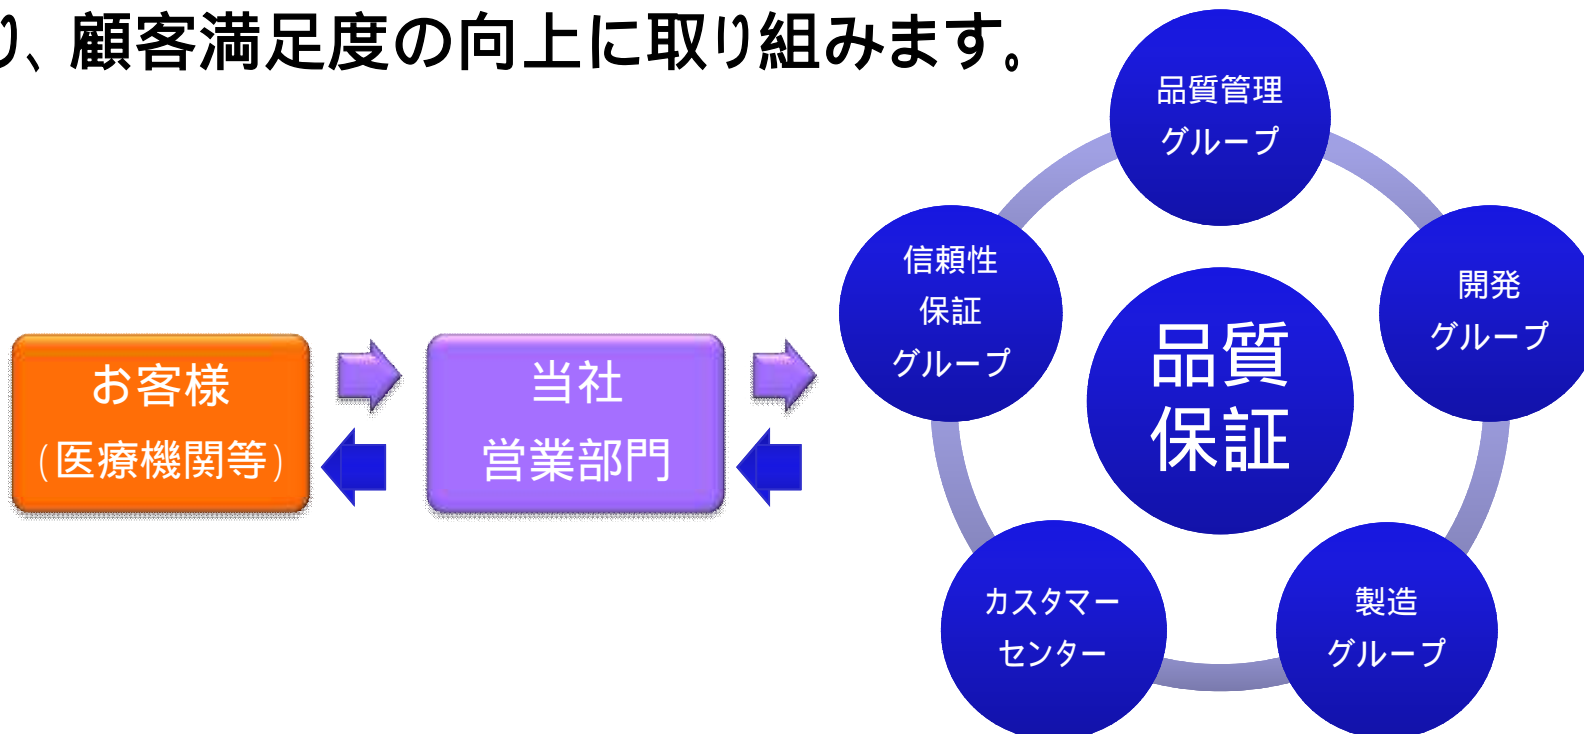 り、顧客満足度の向上に取り組みます。
お客様
（医療機関等）
当社
営業部門
品質管理
グループ
信頼性
保証
グループ
開発
グループ
品質
保証
カスタマー
センター
製造
グループ